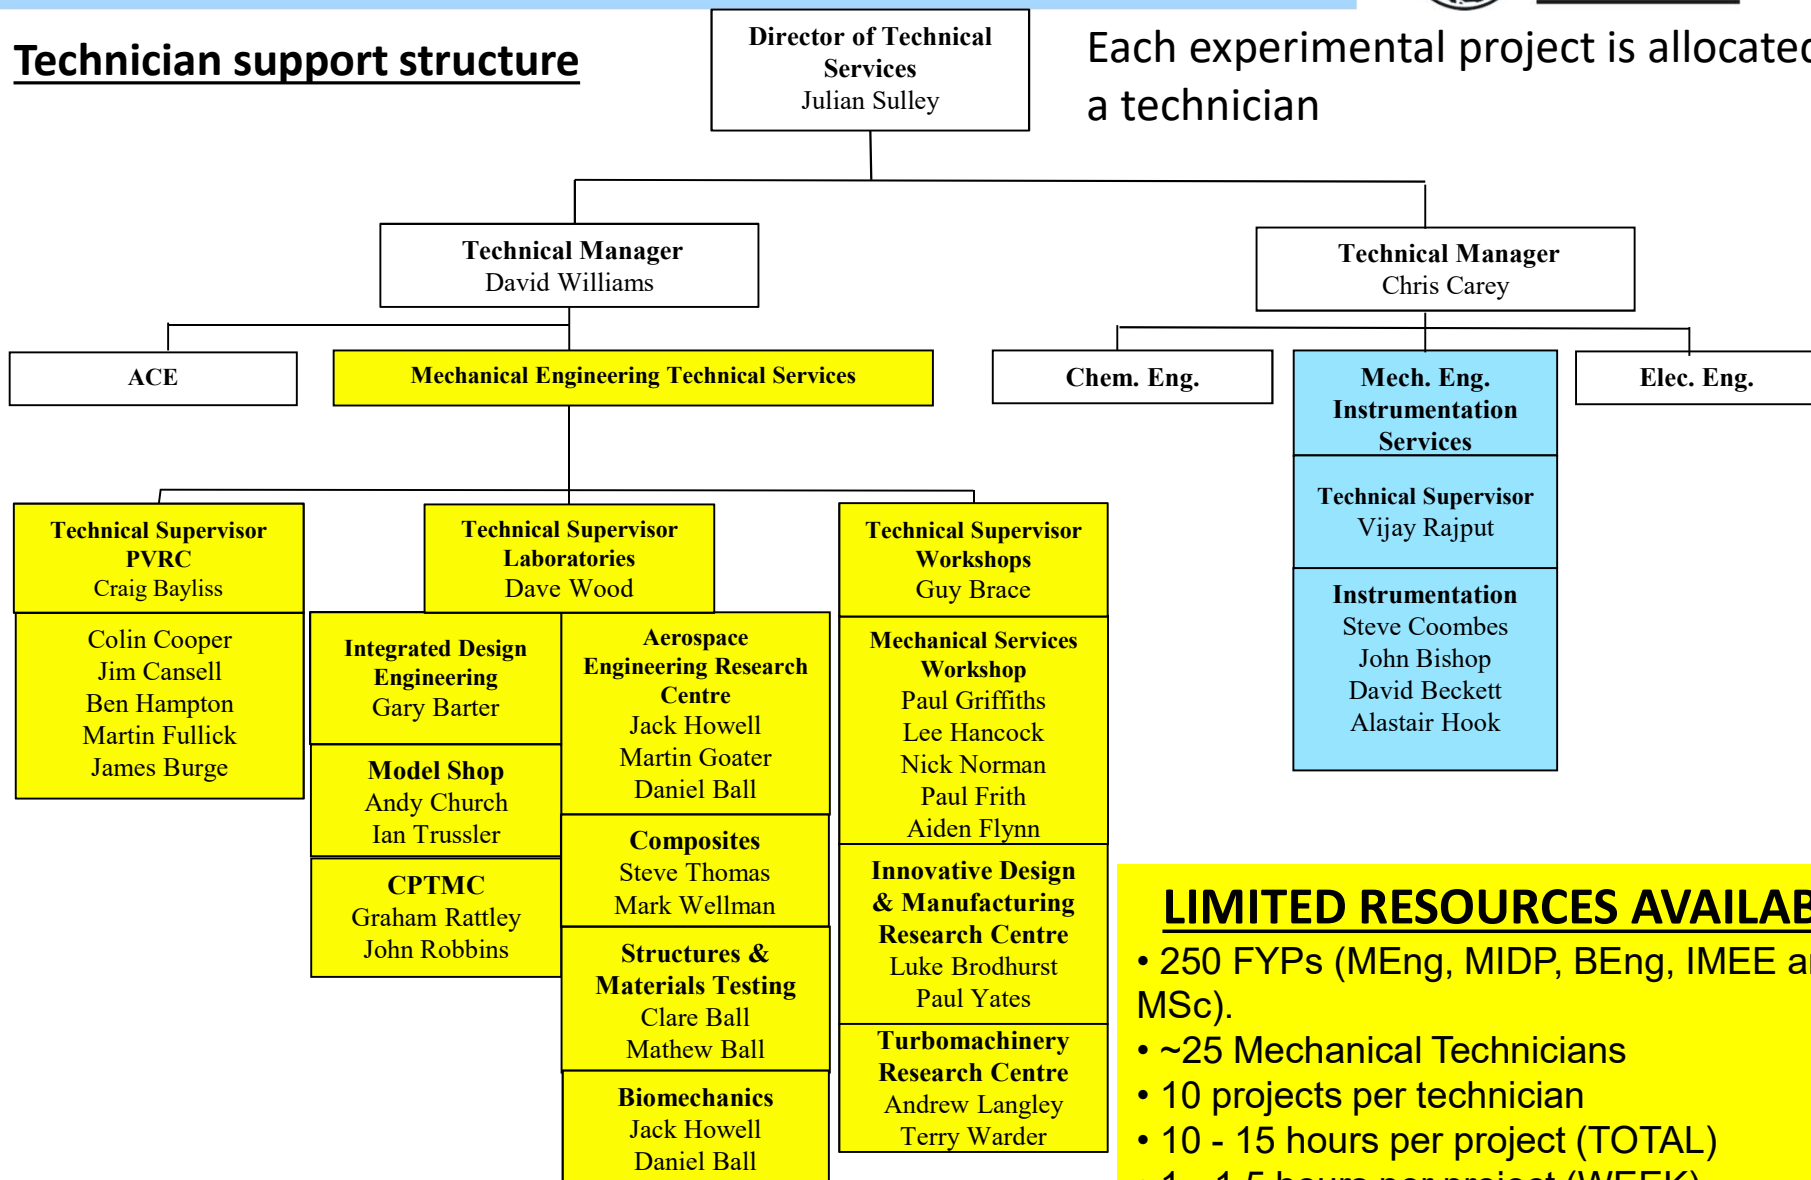 Technician support structure
Director of Technical
Services
Julian Sulley
Each experimental project is allocated
a technician
Technical Manager
David Williams
Technical Manager
Chris Carey
ACE
Mechanical Engineering Technical Services
Chem. Eng.
Mech. Eng.
Instrumentation
Services
Elec. Eng.
Technical Supervisor
Vijay Rajput
Instrumentation
Steve Coombes
John Bishop
David Beckett
Alastair Hook
Technical Supervisor
PVRC
Craig Bayliss
Colin Cooper
Jim Cansell
Ben Hampton
Martin Fullick
James Burge
Technical Supervisor
Laboratories
Dave Wood
Integrated Design
Engineering
Gary Barter
Model Shop
Andy Church
Ian Trussler
CPTMC
Graham Rattley
John Robbins
Aerospace
Engineering Research
Centre
Jack Howell
Martin Goater
Daniel Ball
Composites
Steve Thomas
Mark Wellman
Structures &
Materials Testing
Clare Ball
Mathew Ball
Biomechanics
Jack Howell
Daniel Ball
Technical Supervisor
Workshops
Guy Brace
Mechanical Services
Workshop
Paul Griffiths
Lee Hancock
Nick Norman
Paul Frith
Aiden Flynn
Innovative Design
& Manufacturing
Research Centre
Luke Brodhurst
Paul Yates
Turbomachinery
Research Centre
Andrew Langley
Terry Warder
LIMITED RESOURCES
• 250 FYPs (MEng, MIDP, BEng, IMEE
MSc).
• ~25 Mechanical Technicians
• 10 projects per technician
• 10 - 15 hours per project (TOTAL)
1 - 1.5 hours per project (WEEK)